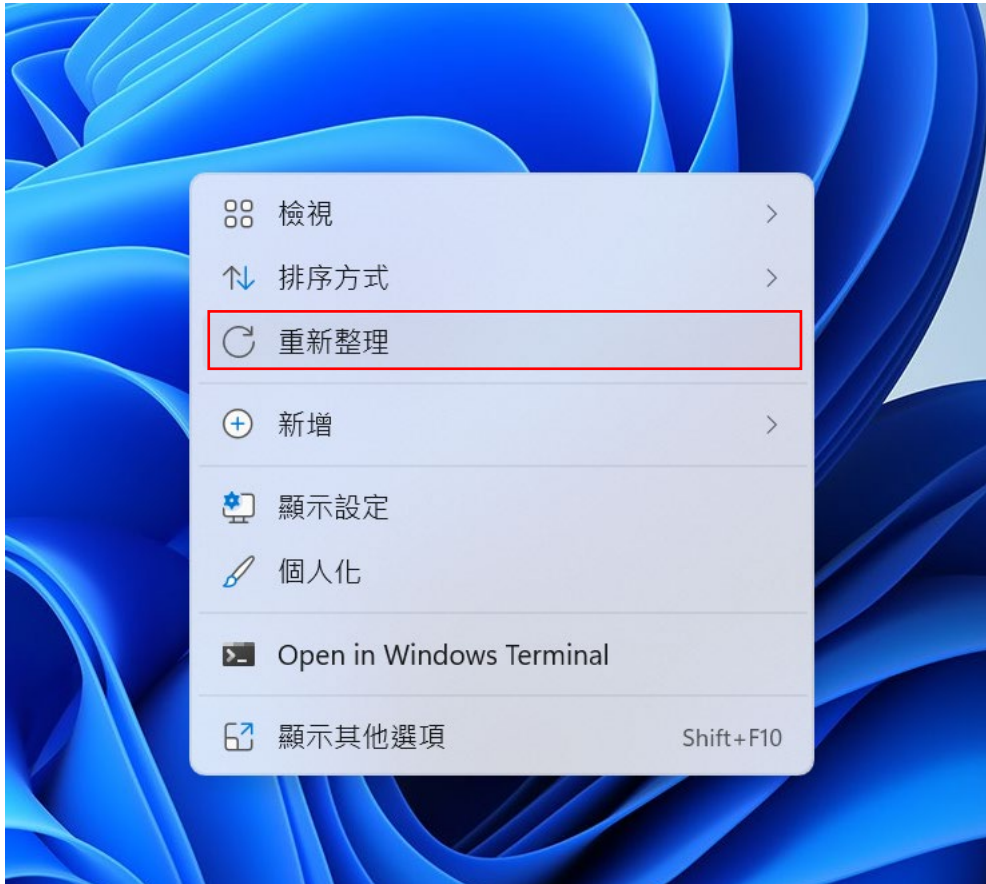 檢視
排序方式
重新整理
新增
顯示設定
個人化
Open in Windows Terminal
顯示其他選項 Shift+F10